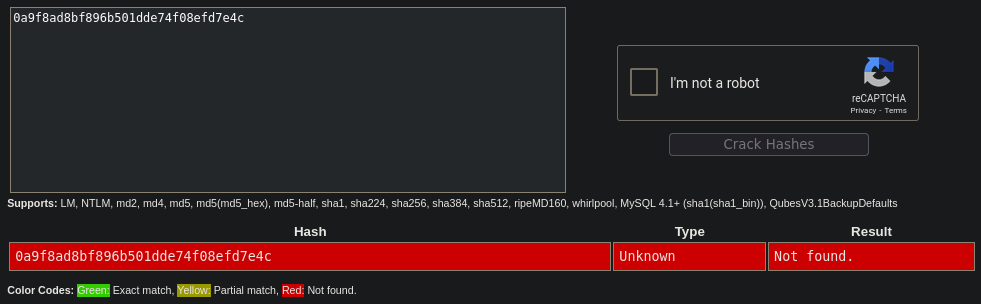 0a9f8ad8bf896b501dde74f08efd7e4c
I'm not a robot
reCAPTCHA
Privacy - Terms
Crack Hashes
Supports: LM, NTLM, md2, md4, md5, md5(md5_hex), md5-half, sha1, sha224, sha256, sha384, sha512, ripeMD160, whirlpool, MySQL 4.1+ (sha1(sha1_bin)), QubesV3.1BackupDefaults
Hash Type Result
0a9f8ad8bf896b501dde74f08efd7e4c Unknown Not found.
Color Codes: Green: Exact match, Yellow: Partial match, Red: Not found.